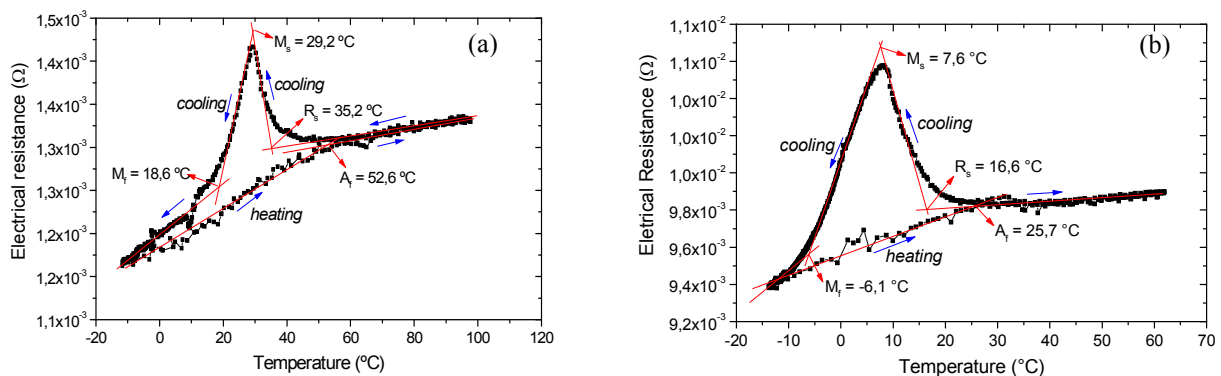 (a)
1,5x10⁻³
1,4x10⁻³
1,4x10⁻³
1,3x10⁻³
1,3x10⁻³
1,2x10⁻³
1,2x10⁻³
1,1x10⁻³
Electrical resistance (Ω)
Mₛ = 29,2 ºC
cooling
cooling
Rₛ = 35,2 ºC
M_f = 18,6 ºC
A_f = 52,6 ºC
heating
-20 0 20 40 60 80 100 120
Temperature (ºC)
(b)
1,1x10⁻²
1,1x10⁻²
1,0x10⁻²
1,0x10⁻²
1,0x10⁻²
9,8x10⁻³
9,6x10⁻³
9,4x10⁻³
9,2x10⁻³
Eletrical Resistance (Ω)
Mₛ = 7,6 °C
cooling
cooling
Rₛ = 16,6 °C
A_f = 25,7 °C
heating
M_f = -6,1 °C
-20 -10 0 10 20 30 40 50 60 70
Temperature (°C)